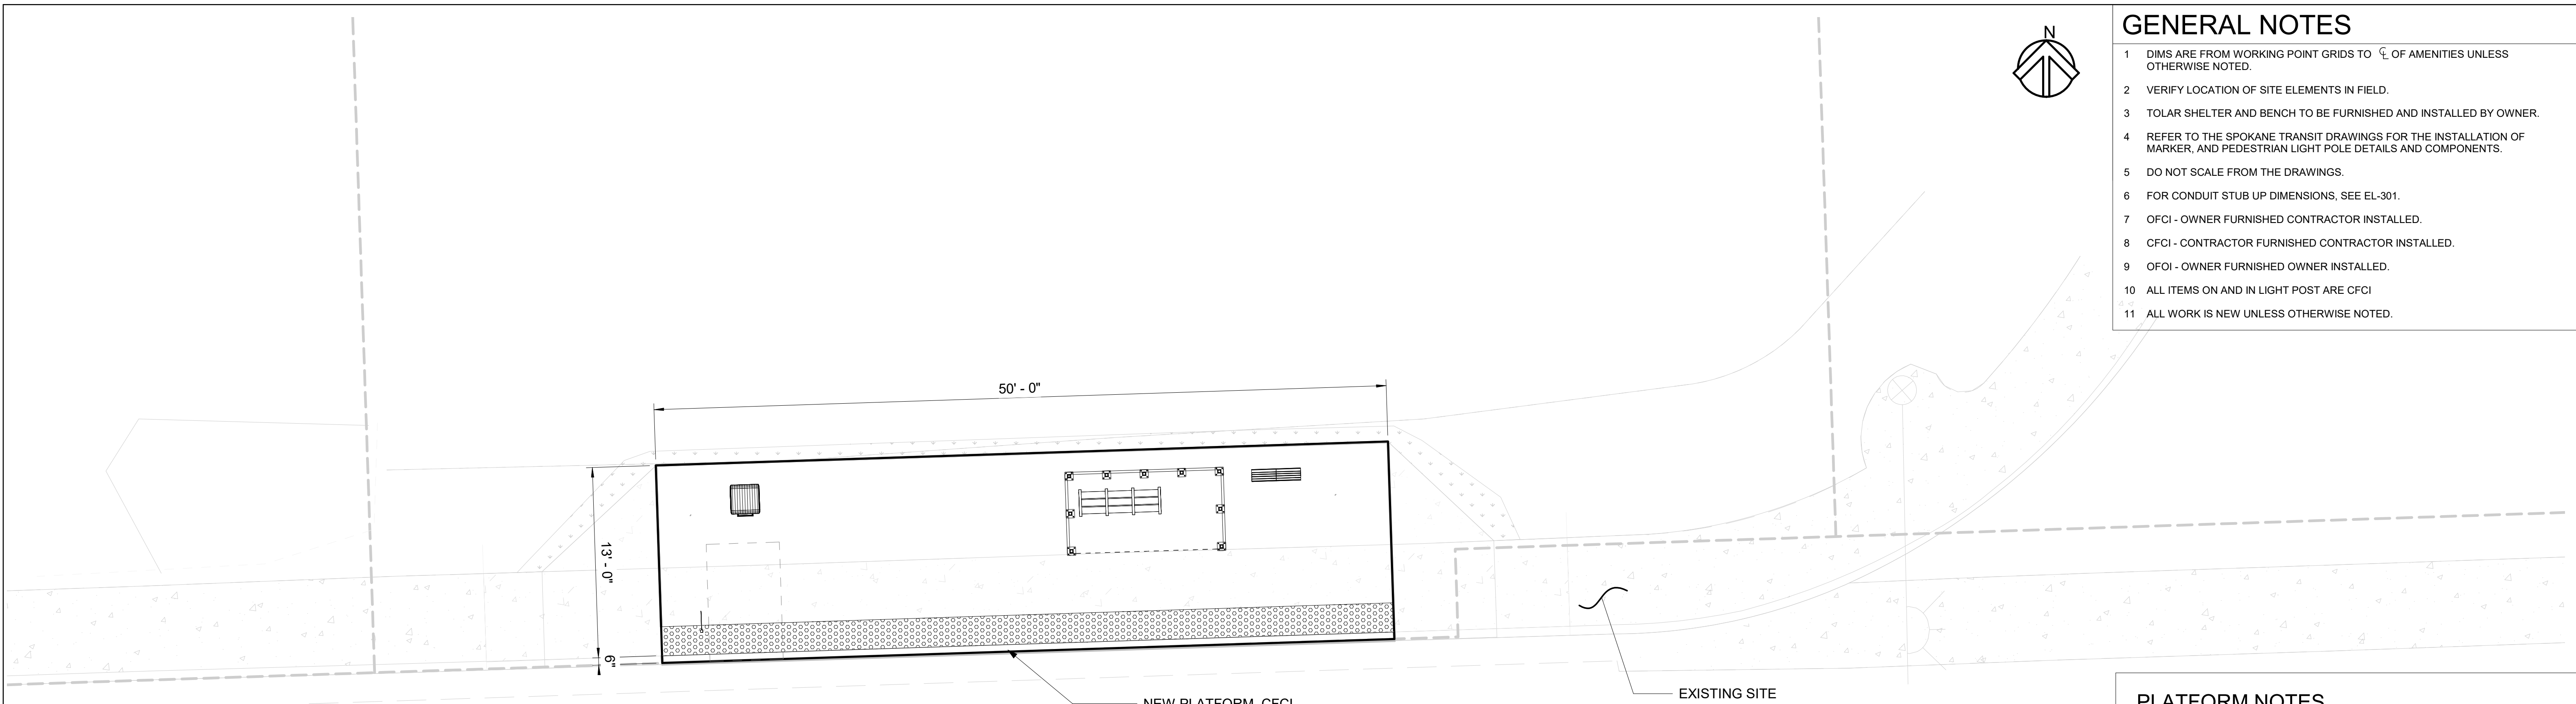 N
GENERAL NOTES
1 DIMS ARE FROM WORKING POINT GRIDS TO ℄ OF AMENITIES UNLESS
OTHERWISE NOTED.
2 VERIFY LOCATION OF SITE ELEMENTS IN FIELD.
3 TOLAR SHELTER AND BENCH TO BE FURNISHED AND INSTALLED BY OWNER.
4 REFER TO THE SPOKANE TRANSIT DRAWINGS FOR THE INSTALLATION OF
MARKER, AND PEDESTRIAN LIGHT POLE DETAILS AND COMPONENTS.
5 DO NOT SCALE FROM THE DRAWINGS.
6 FOR CONDUIT STUB UP DIMENSIONS, SEE EL-301.
7 OFCI - OWNER FURNISHED CONTRACTOR INSTALLED.
8 CFCI - CONTRACTOR FURNISHED CONTRACTOR INSTALLED.
9 OFOI - OWNER FURNISHED OWNER INSTALLED.
10 ALL ITEMS ON AND IN LIGHT POST ARE CFCI
11 ALL WORK IS NEW UNLESS OTHERWISE NOTED.
50' - 0"
13' - 0"
6"
NEW PLATFORM, CFCI
EXISTING SITE
PLATFORM NOTES